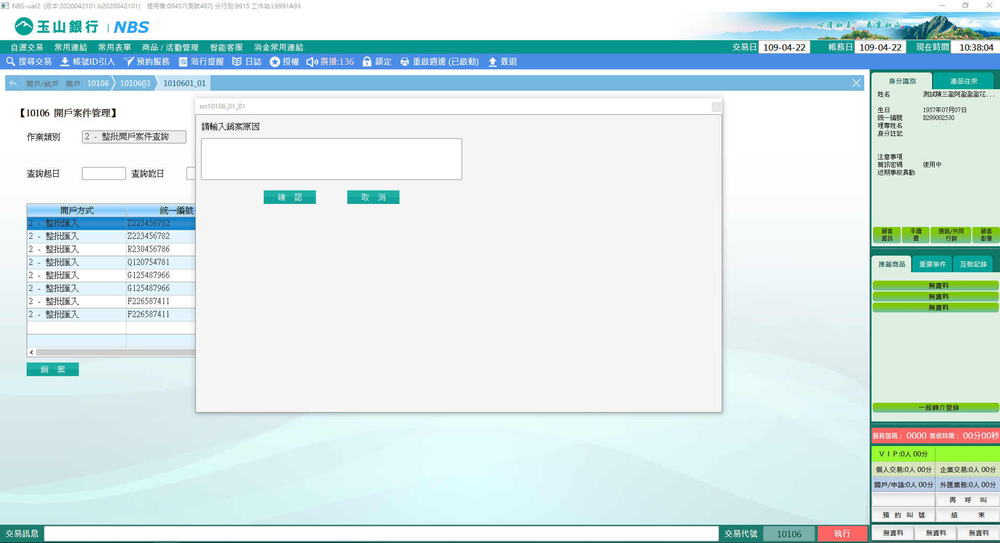 NBS-uat2 (版本:2020042101.b2020042101) 使用者:00457(測試487) 分行別:9915 工作站:L9991A93
玉山銀行 | NBS
心清如玉 義重如山
自選交易 常用連結 常用表單 商品 / 活動管理 智能客服 消金常用連結 交易日 109-04-22 帳務日 109-04-22 現在時間 10:38:04
搜尋交易 帳號ID引入 預約服務 蒞行提醒 日誌 授權 廣播:136 鎖定 重啟週邊 (已啟動) 簽退
開戶/銷戶 開戶 10106 1010603 1010601_01
【10106 開戶案件管理】
作業類別 2 - 整批開戶案件查詢
查詢起日 查詢訖日
開戶方式 統一編號
2 - 整批匯入 Z223456782
2 - 整批匯入 Z223456782
2 - 整批匯入 R230456786
2 - 整批匯入 Q120754781
2 - 整批匯入 G125487966
2 - 整批匯入 G125487966
2 - 整批匯入 F226587411
2 - 整批匯入 F226587411
銷 案
scr10106_01_01
請輸入銷案原因
確 認 取 消
身分識別 產品往來
姓名 測試陳三盈阿盈盈盈花...
生日 1957年07月07日
統一編號 D299002530
理專姓名
身分註記
注意事項
簡訊密碼 使用中
近期事故異動
顧客資訊 手續費 通路/共同行銷 顧客影像
推薦商品 重要事件 互動記錄
無資料
無資料
無資料
一般轉介登錄
服務號碼: 0000 等候時間: 00分00秒
V I P:0人 00分
個人交易:0人 00分 企業交易:0人 00分
開戶/申請:0人 00分 外匯業務:0人 00分
再 呼 叫
預 約 叫 號 結 束
無資料 無資料 無資料
交易訊息 交易代號 10106 執行